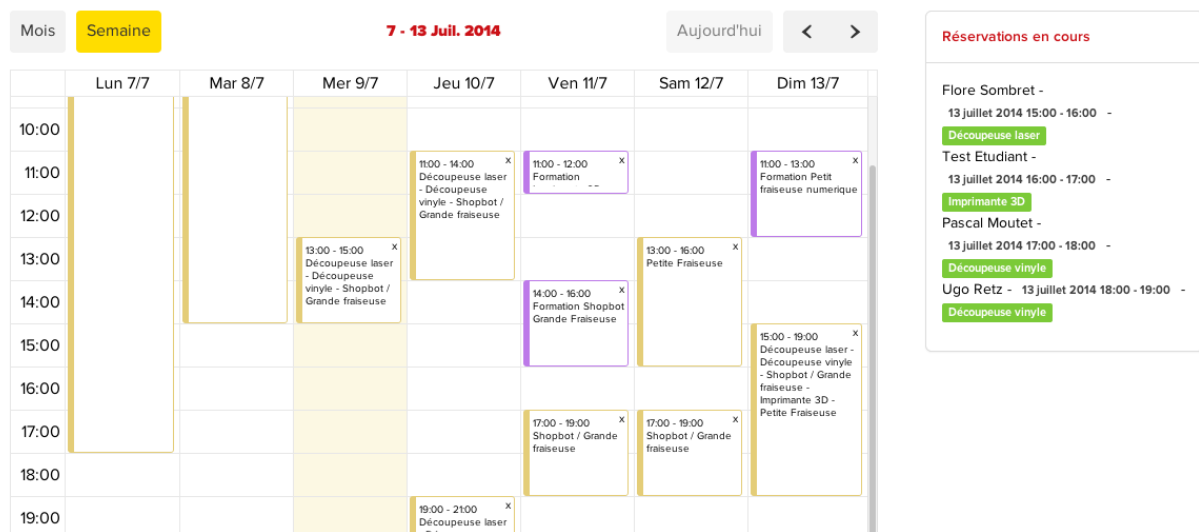 Mois
Semaine
7 - 13 Juil. 2014
Aujourd'hui
Lun 7/7
Mar 8/7
Mer 9/7
Jeu 10/7
Ven 11/7
Sam 12/7
Dim 13/7
10:00
11:00
12:00
13:00
14:00
15:00
16:00
17:00
18:00
19:00
13:00 - 15:00 x
Découpeuse laser
- Découpeuse
vinyle - Shopbot /
Grande fraiseuse
11:00 - 14:00 x
Découpeuse laser
- Découpeuse
vinyle - Shopbot /
Grande fraiseuse
19:00 - 21:00 x
Découpeuse laser
11:00 - 12:00 x
Formation
14:00 - 16:00 x
Formation Shopbot
Grande Fraiseuse
17:00 - 19:00 x
Shopbot / Grande
fraiseuse
13:00 - 16:00 x
Petite Fraiseuse
17:00 - 19:00 x
Shopbot / Grande
fraiseuse
11:00 - 13:00 x
Formation Petit
fraiseuse numerique
15:00 - 19:00 x
Découpeuse laser -
Découpeuse vinyle
- Shopbot / Grande
fraiseuse -
Imprimante 3D -
Petite Fraiseuse
Réservations en cours
Flore Sombret -
13 juillet 2014 15:00 - 16:00 -
Découpeuse laser
Test Etudiant -
13 juillet 2014 16:00 - 17:00 -
Imprimante 3D
Pascal Moutet -
13 juillet 2014 17:00 - 18:00 -
Découpeuse vinyle
Ugo Retz - 13 juillet 2014 18:00 - 19:00 -
Découpeuse vinyle